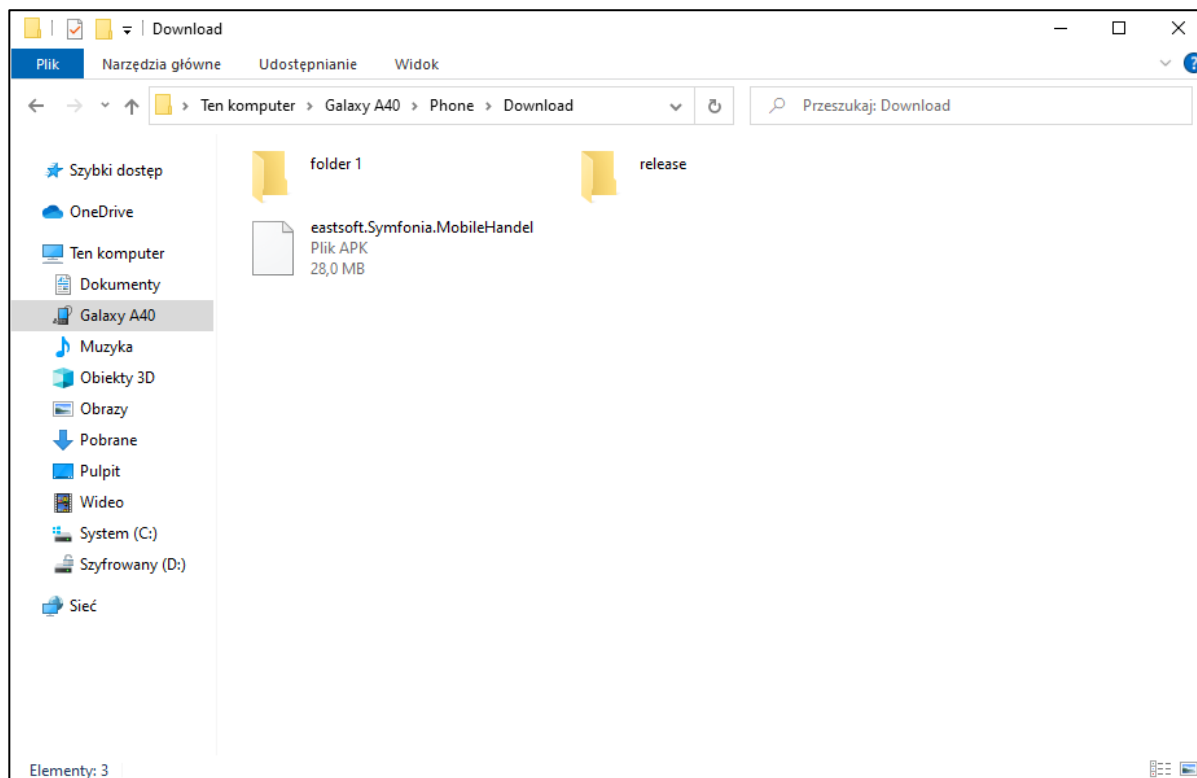 Download
Plik Narzędzia główne Udostępnianie Widok
Ten komputer › Galaxy A40 › Phone › Download
Przeszukaj: Download
Szybki dostęp
OneDrive
Ten komputer
Dokumenty
Galaxy A40
Muzyka
Obiekty 3D
Obrazy
Pobrane
Pulpit
Wideo
System (C:)
Szyfrowany (D:)
Sieć
folder 1
release
eastsoft.Symfonia.MobileHandel
Plik APK
28,0 MB
Elementy: 3